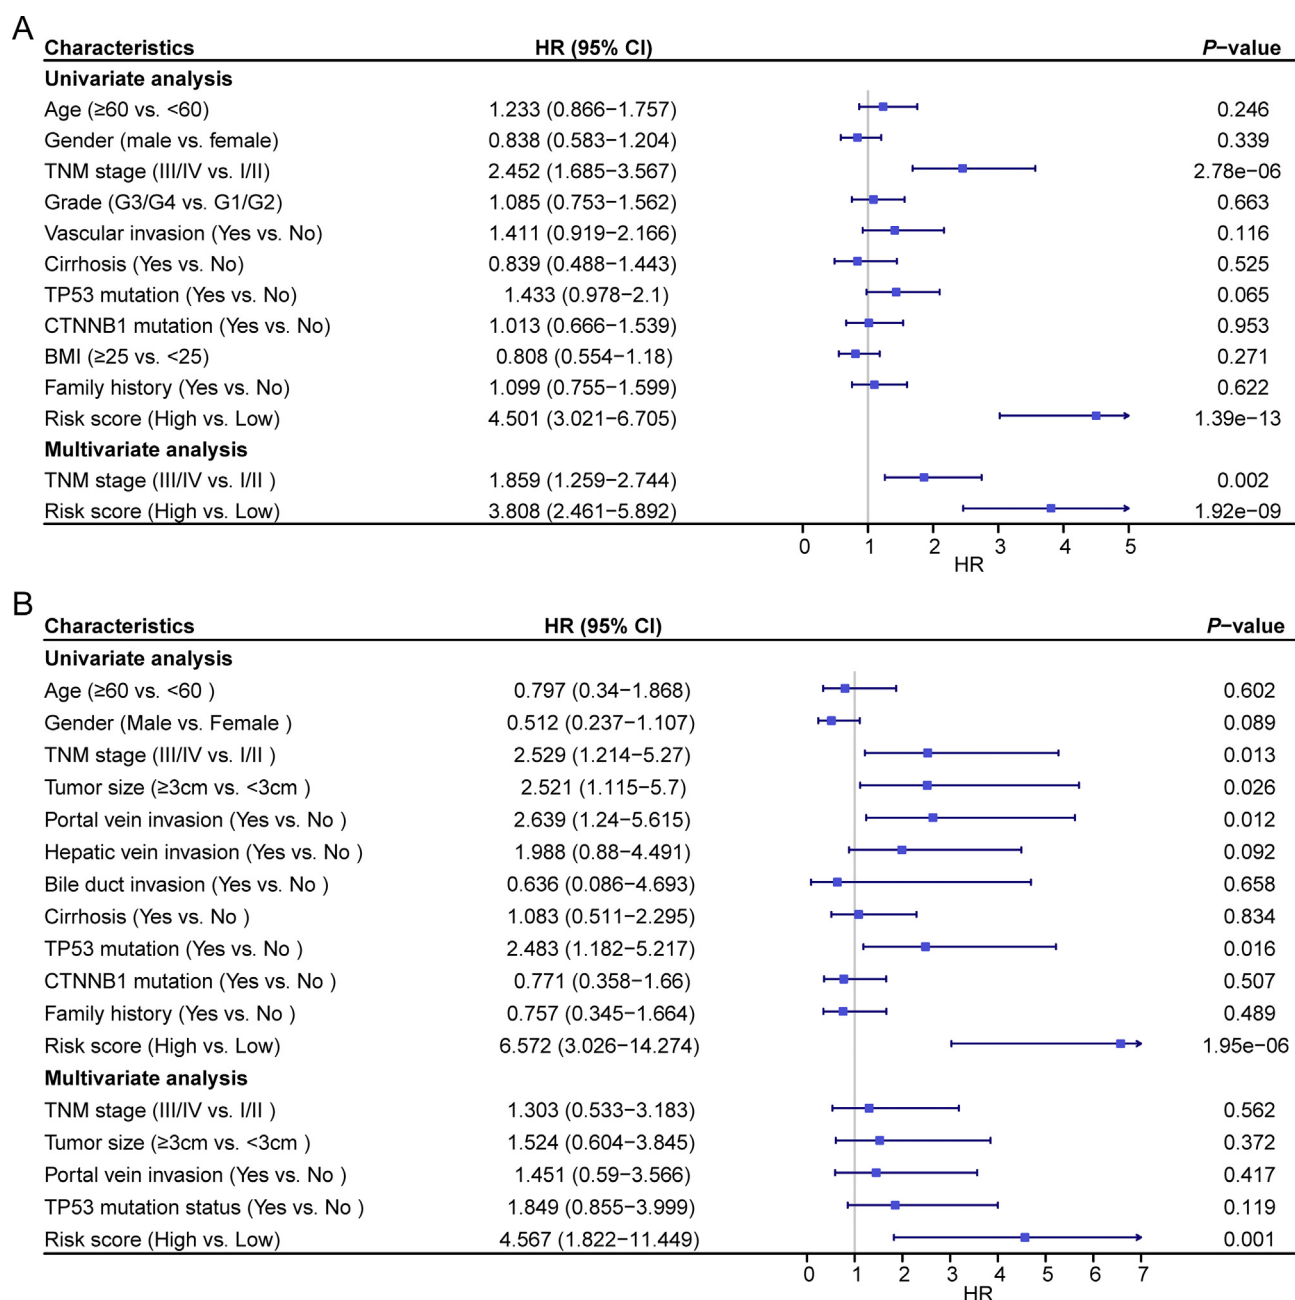 A
Characteristics HR (95% CI) P−value
Univariate analysis
Age (≥60 vs. <60) 1.233 (0.866−1.757) 0.246
Gender (male vs. female) 0.838 (0.583−1.204) 0.339
TNM stage (III/IV vs. I/II) 2.452 (1.685−3.567) 2.78e−06
Grade (G3/G4 vs. G1/G2) 1.085 (0.753−1.562) 0.663
Vascular invasion (Yes vs. No) 1.411 (0.919−2.166) 0.116
Cirrhosis (Yes vs. No) 0.839 (0.488−1.443) 0.525
TP53 mutation (Yes vs. No) 1.433 (0.978−2.1) 0.065
CTNNB1 mutation (Yes vs. No) 1.013 (0.666−1.539) 0.953
BMI (≥25 vs. <25) 0.808 (0.554−1.18) 0.271
Family history (Yes vs. No) 1.099 (0.755−1.599) 0.622
Risk score (High vs. Low) 4.501 (3.021−6.705) 1.39e−13
Multivariate analysis
TNM stage (III/IV vs. I/II ) 1.859 (1.259−2.744) 0.002
Risk score (High vs. Low) 3.808 (2.461−5.892) 1.92e−09
0 1 2 3 4 5
HR
B
Characteristics HR (95% CI) P−value
Univariate analysis
Age (≥60 vs. <60 ) 0.797 (0.34−1.868) 0.602
Gender (Male vs. Female ) 0.512 (0.237−1.107) 0.089
TNM stage (III/IV vs. I/II ) 2.529 (1.214−5.27) 0.013
Tumor size (≥3cm vs. <3cm ) 2.521 (1.115−5.7) 0.026
Portal vein invasion (Yes vs. No ) 2.639 (1.24−5.615) 0.012
Hepatic vein invasion (Yes vs. No ) 1.988 (0.88−4.491) 0.092
Bile duct invasion (Yes vs. No ) 0.636 (0.086−4.693) 0.658
Cirrhosis (Yes vs. No ) 1.083 (0.511−2.295) 0.834
TP53 mutation (Yes vs. No ) 2.483 (1.182−5.217) 0.016
CTNNB1 mutation (Yes vs. No ) 0.771 (0.358−1.66) 0.507
Family history (Yes vs. No ) 0.757 (0.345−1.664) 0.489
Risk score (High vs. Low) 6.572 (3.026−14.274) 1.95e−06
Multivariate analysis
TNM stage (III/IV vs. I/II ) 1.303 (0.533−3.183) 0.562
Tumor size (≥3cm vs. <3cm ) 1.524 (0.604−3.845) 0.372
Portal vein invasion (Yes vs. No ) 1.451 (0.59−3.566) 0.417
TP53 mutation status (Yes vs. No ) 1.849 (0.855−3.999) 0.119
Risk score (High vs. Low) 4.567 (1.822−11.449) 0.001
0 1 2 3 4 5 6 7
HR